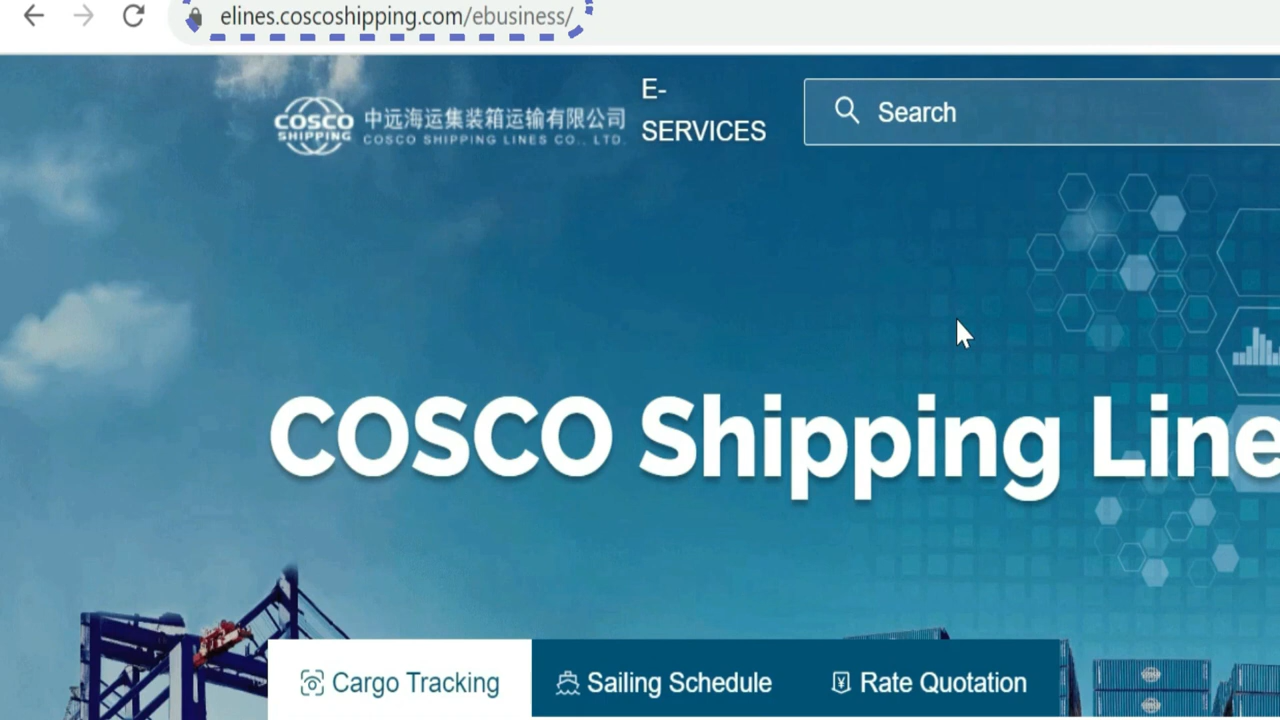 elines.coscoshipping.com/ebusiness/
COSCO
SHIPPING
中远海运集装箱运输有限公司
COSCO SHIPPING LINES CO., LTD.
E-
SERVICES
Search
COSCO Shipping Line
Cargo Tracking
Sailing Schedule
Rate Quotation